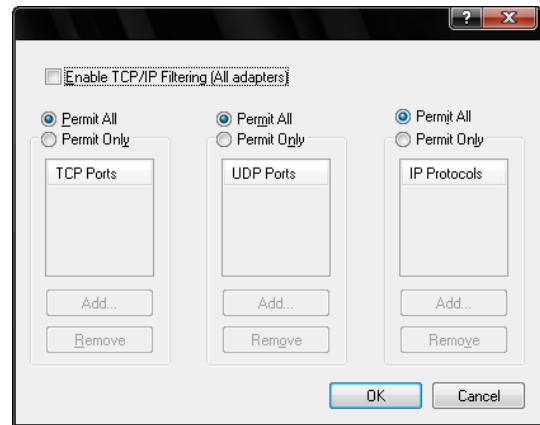 ?
Enable TCP/IP Filtering (All adapters)
Permit All
Permit Only
TCP Ports
Add...
Remove
Permit All
Permit Only
UDP Ports
Add...
Remove
Permit All
Permit Only
IP Protocols
Add...
Remove
OK
Cancel